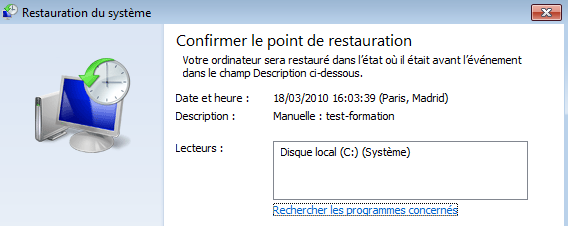 Restauration du système
Confirmer le point de restauration
Votre ordinateur sera restauré dans l'état où il était avant l'événement
dans le champ Description ci-dessous.
Date et heure : 18/03/2010 16:03:39 (Paris, Madrid)
Description : Manuelle : test-formation
Lecteurs : Disque local (C:) (Système)
Rechercher les programmes concernés